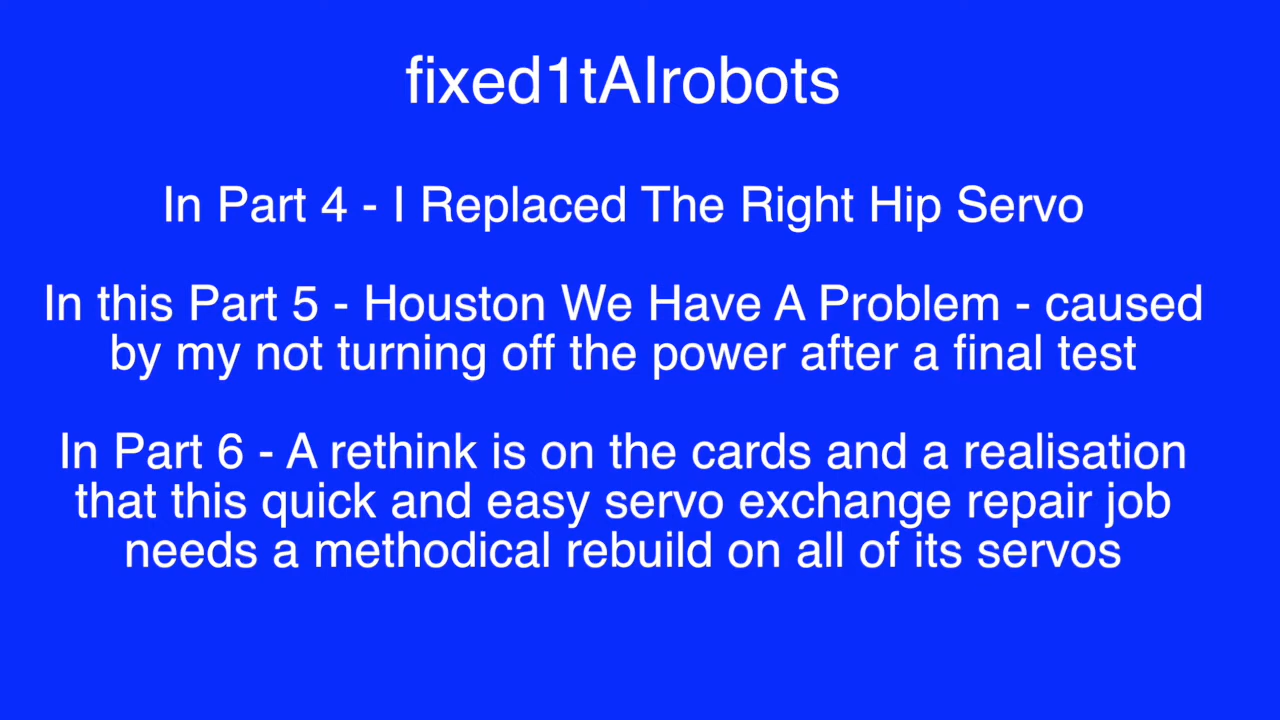 fixed1tAIrobots
In Part 4 - I Replaced The Right Hip Servo
In this Part 5 - Houston We Have A Problem - caused
by my not turning off the power after a final test
In Part 6 - A rethink is on the cards and a realisation
that this quick and easy servo exchange repair job
needs a methodical rebuild on all of its servos